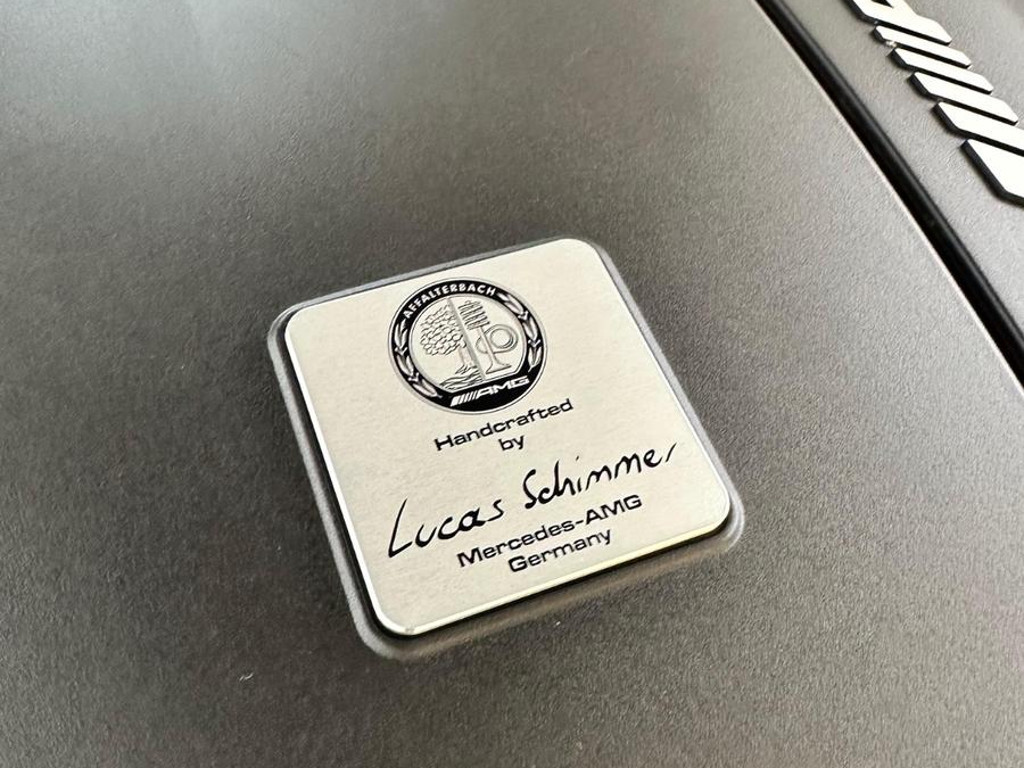 AFFALTERBACH
AMG
Handcrafted
by
Lucas Schimmer
Mercedes-AMG
Germany